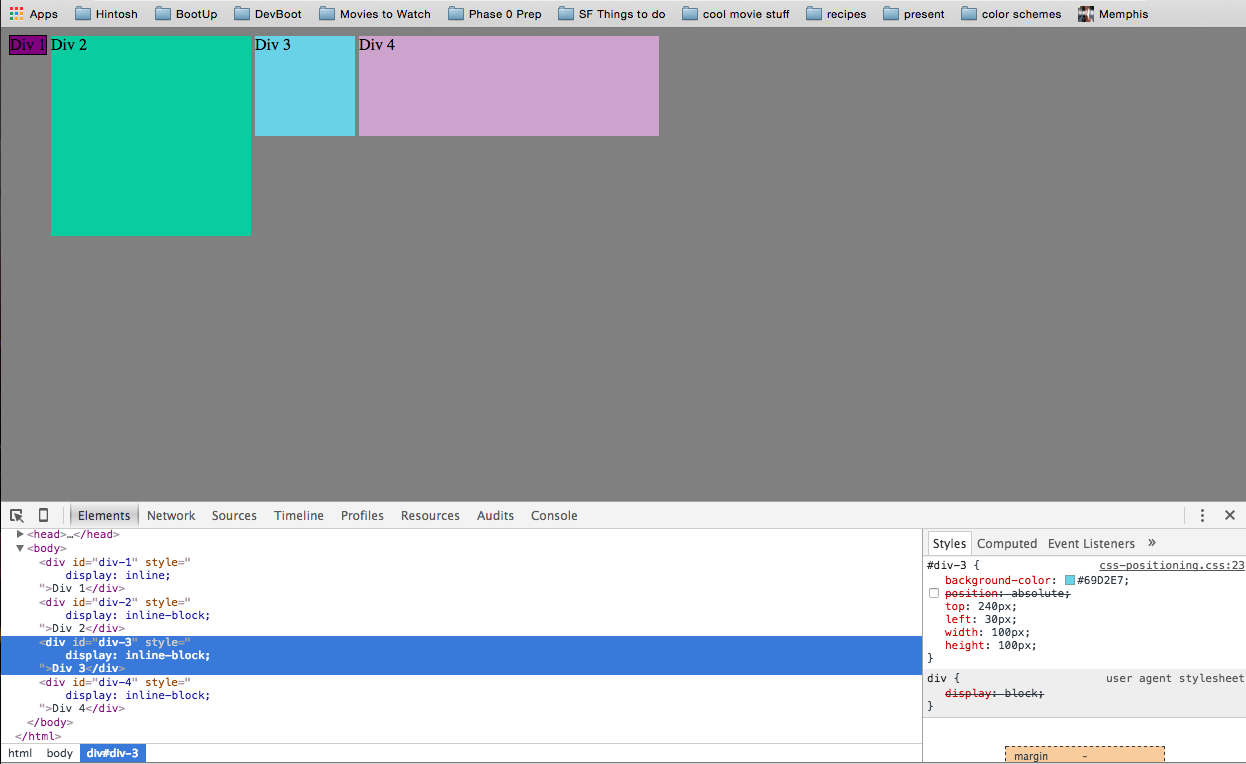 Apps Hintosh BootUp DevBoot Movies to Watch Phase 0 Prep SF Things to do cool movie stuff recipes present color schemes Memphis
Div 1 Div 2 Div 3 Div 4
Elements Network Sources Timeline Profiles Resources Audits Console
<head>…</head>
<body>
<div id="div-1" style="
display: inline;
">Div 1</div>
<div id="div-2" style="
display: inline-block;
">Div 2</div>
<div id="div-3" style="
display: inline-block;
">Div 3</div>
<div id="div-4" style="
display: inline-block;
">Div 4</div>
</body>
</html>
html body div#div-3
Styles Computed Event Listeners »
#div-3 { css-positioning.css:23
background-color: #69D2E7;
position: absolute;
top: 240px;
left: 30px;
width: 100px;
height: 100px;
}
div { user agent stylesheet
display: block;
}
margin -